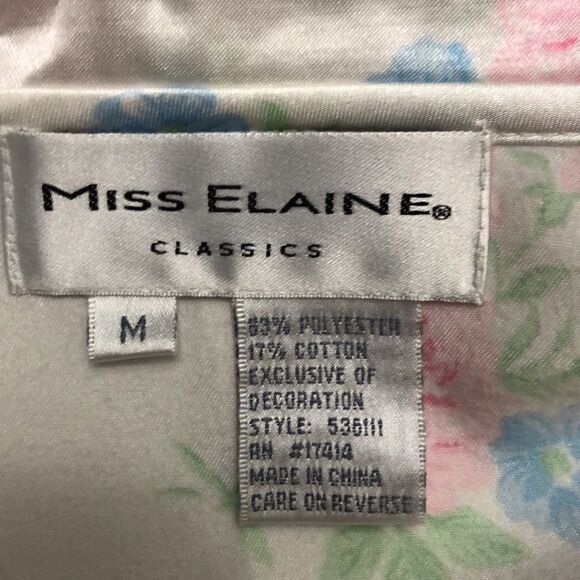 MISS ELAINE®
CLASSICS
M
83% POLYESTER
17% COTTON
EXCLUSIVE OF
DECORATION
STYLE: 536111
RN #17414
MADE IN CHINA
CARE ON REVERSE